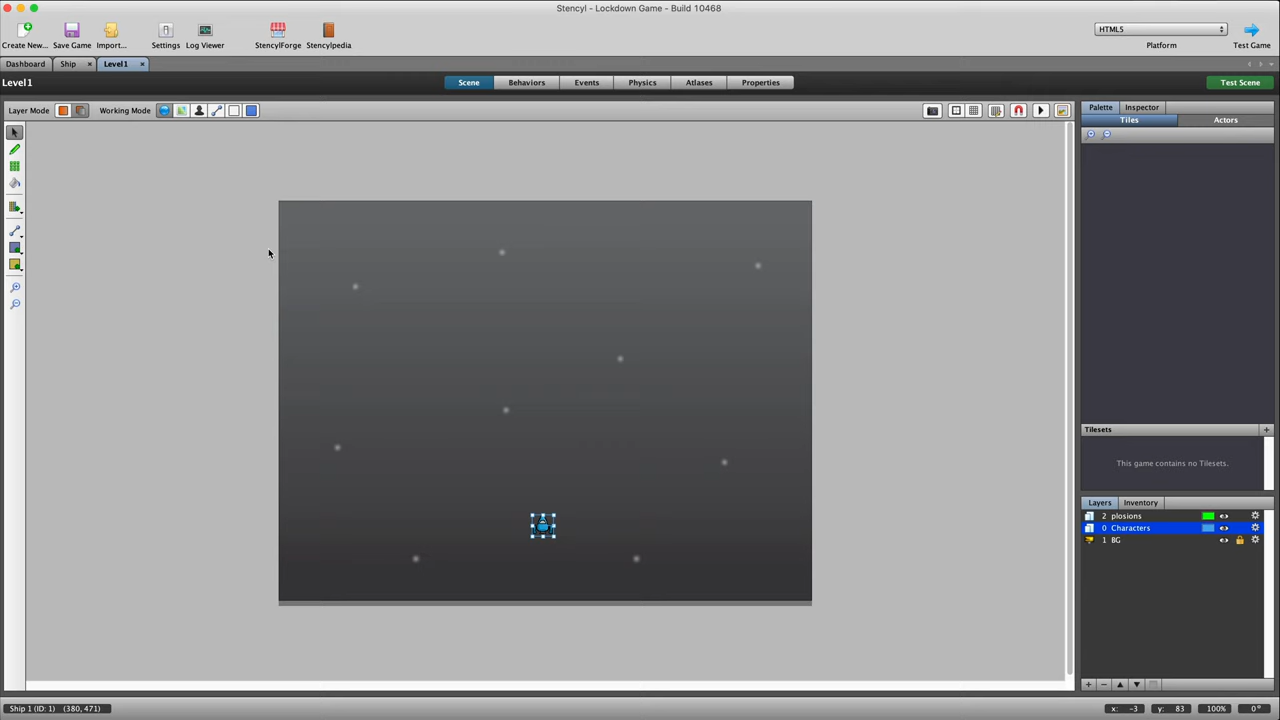 Stencyl - Lockdown Game - Build 10468
Create New... Save Game Import... Settings Log Viewer StencylForge Stencylpedia
HTML5
Platform
Test Game
Dashboard Ship Level1
Level1
Scene Behaviors Events Physics Atlases Properties
Test Scene
Layer Mode Working Mode
Palette Inspector
Tiles Actors
Tilesets
This game contains no Tilesets.
Layers Inventory
2 plosions
0 Characters
1 BG
Ship 1 (ID: 1) (380, 471)
x: -3 y: 83 100% 0°